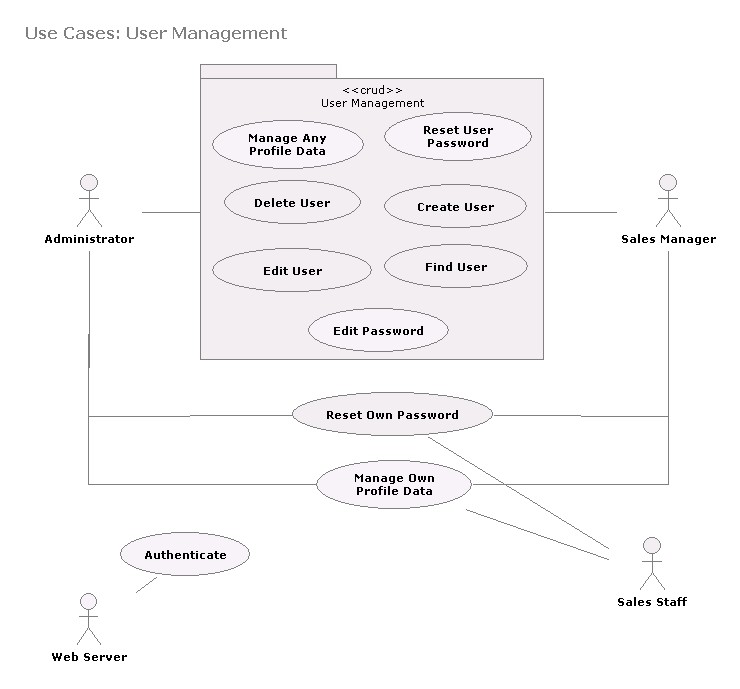 Use Cases: User Management
<<crud>>
User Management
Manage Any
Profile Data
Reset User
Password
Delete User
Create User
Administrator
Sales Manager
Edit User
Find User
Edit Password
Reset Own Password
Manage Own
Profile Data
Authenticate
Sales Staff
Web Server